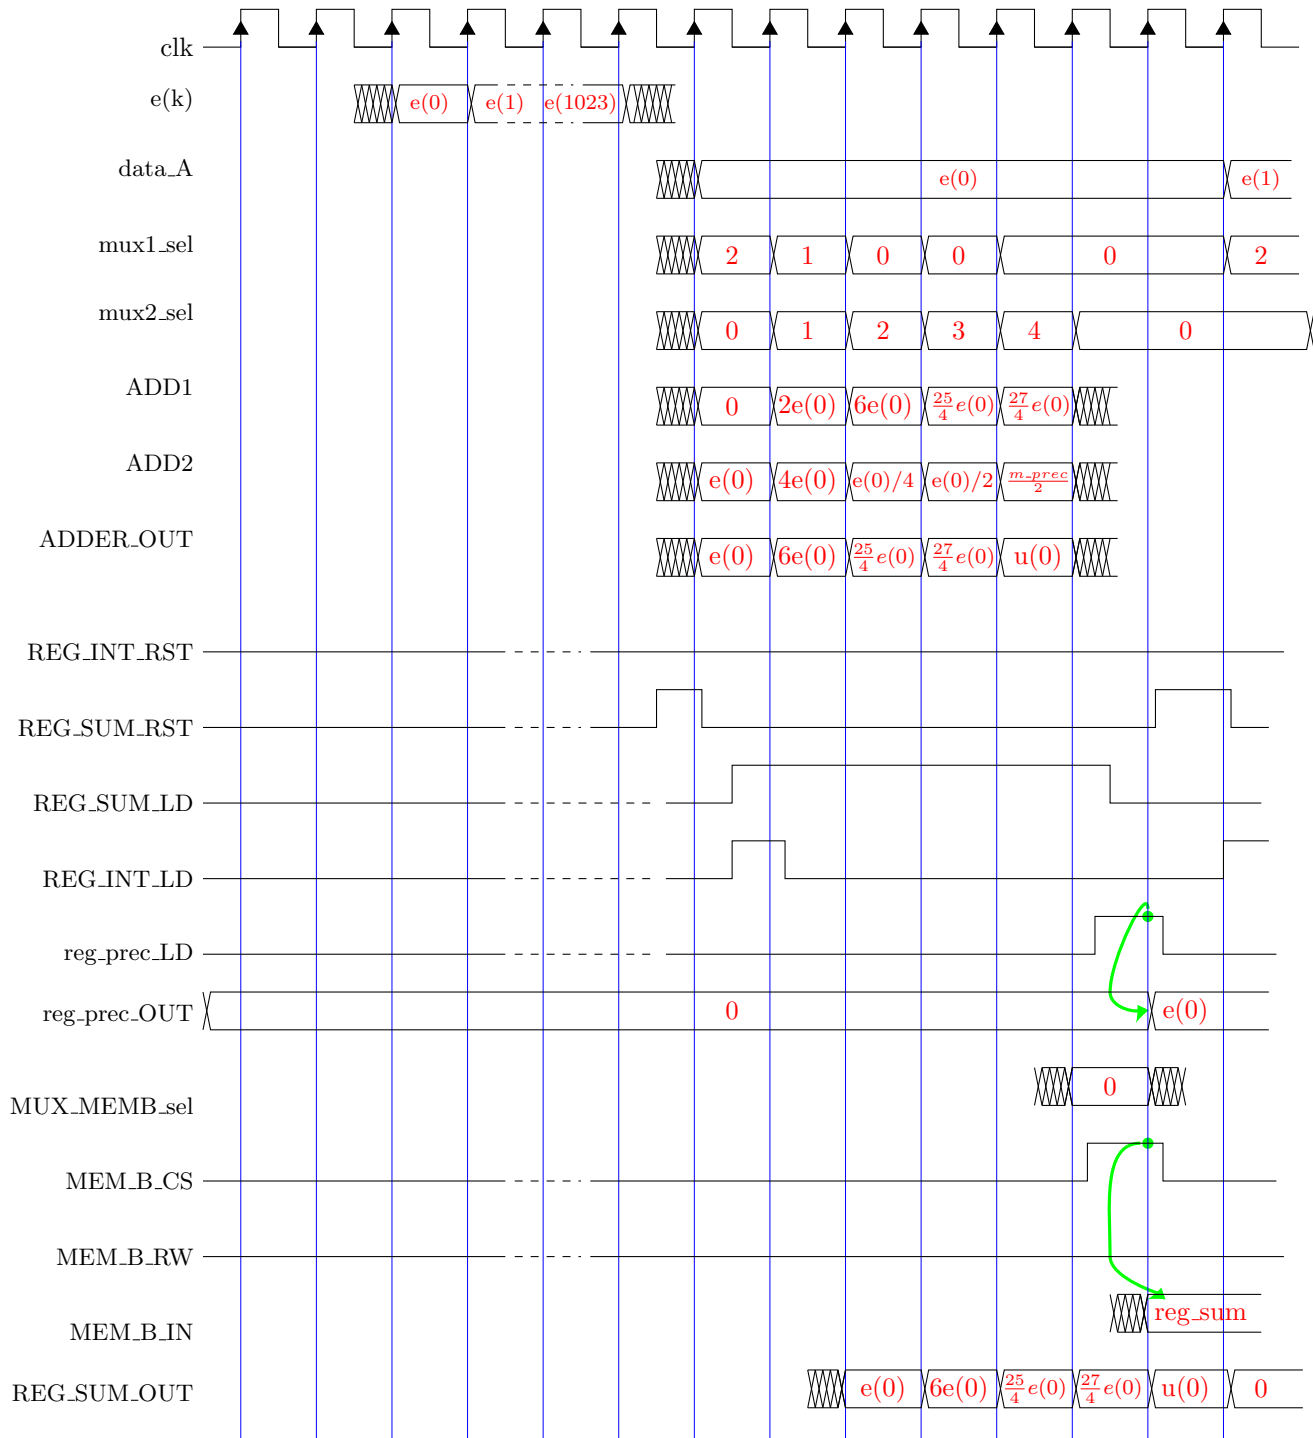 clk
e(k) e(0) e(1) e(1023)
data_A e(0) e(1)
mux1_sel 2 1 0 0 0 2
mux2_sel 0 1 2 3 4 0
ADD1 0 2e(0) 6e(0) 25/4 e(0) 27/4 e(0)
ADD2 e(0) 4e(0) e(0)/4 e(0)/2 m_prec/2
ADDER_OUT e(0) 6e(0) 25/4 e(0) 27/4 e(0) u(0)
REG_INT_RST
REG_SUM_RST
REG_SUM_LD
REG_INT_LD
reg_prec_LD
reg_prec_OUT 0 e(0)
MUX_MEMB_sel 0
MEM_B_CS
MEM_B_RW
MEM_B_IN reg_sum
REG_SUM_OUT e(0) 6e(0) 25/4 e(0) 27/4 e(0) u(0) 0